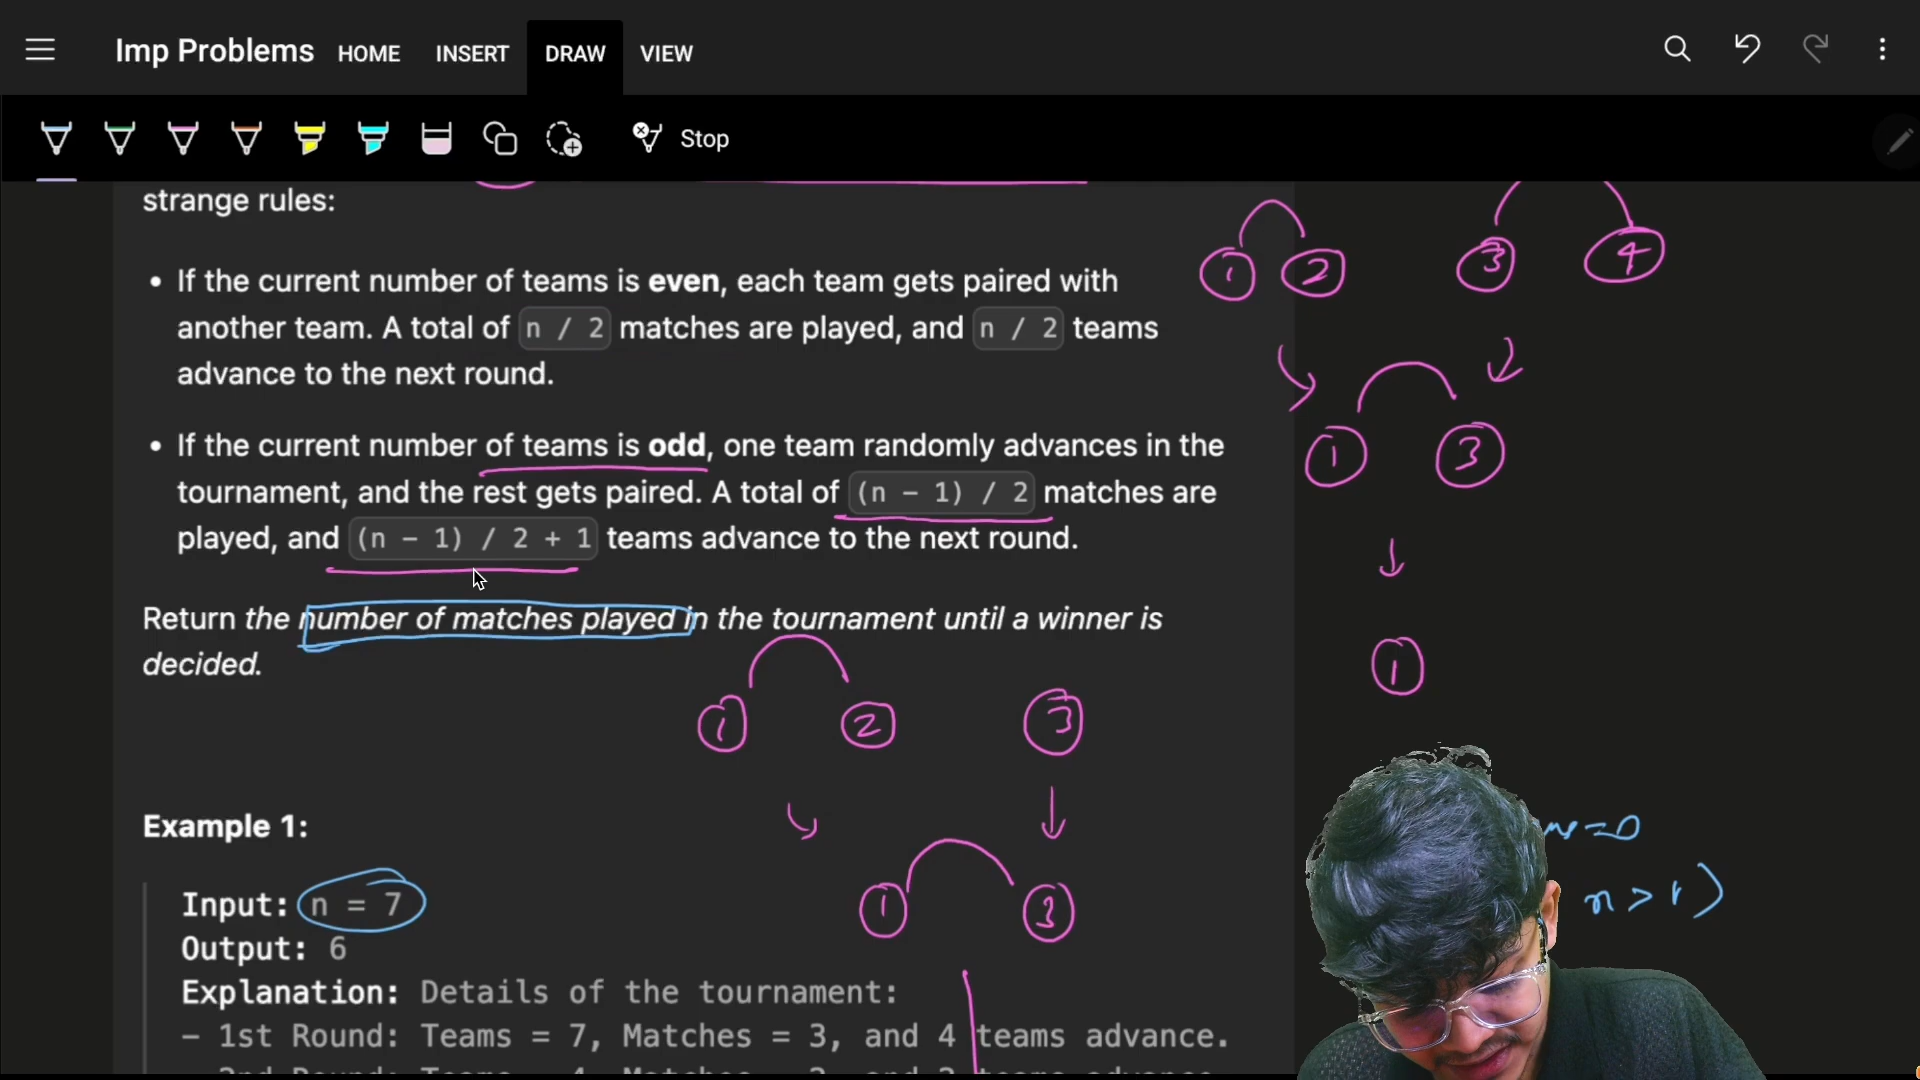 Imp Problems HOME INSERT DRAW VIEW
Stop
strange rules:
• If the current number of teams is even, each team gets paired with
another team. A total of n / 2 matches are played, and n / 2 teams
advance to the next round.
• If the current number of teams is odd, one team randomly advances in the
tournament, and the rest gets paired. A total of (n - 1) / 2 matches are
played, and (n - 1) / 2 + 1 teams advance to the next round.
Return the number of matches played in the tournament until a winner is
decided.
Example 1:
Input: n = 7
Output: 6
Explanation: Details of the tournament:
- 1st Round: Teams = 7, Matches = 3, and 4 teams advance.
1 2 3 4
1 3
1
1 2 3
1 3
=0
n > 1 )